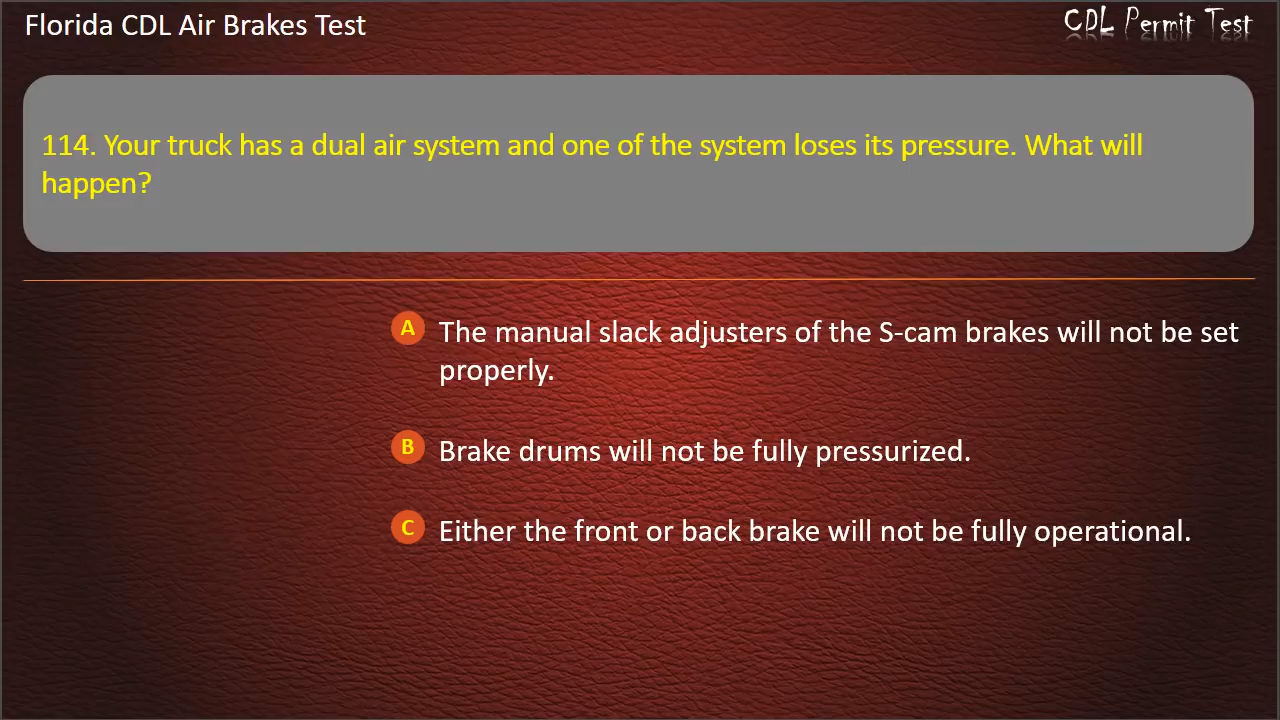 Florida CDL Air Brakes Test
CDL Permit Test
114. Your truck has a dual air system and one of the system loses its pressure. What will
happen?
A The manual slack adjusters of the S-cam brakes will not be set
properly.
B Brake drums will not be fully pressurized.
C Either the front or back brake will not be fully operational.